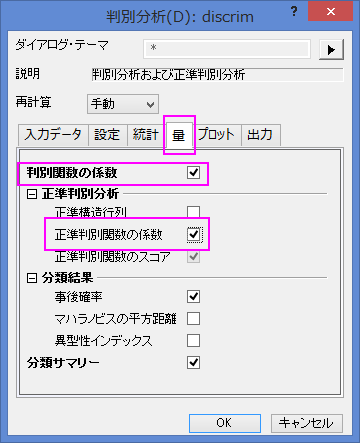 判別分析(D): discrim
ダイアログ・テーマ *
説明 判別分析および正準判別分析
再計算 手動
入力データ 設定 統計 量 プロット 出力
判別関数の係数
正準判別分析
正準構造行列
正準判別関数の係数
正準判別関数のスコア
分類結果
事後確率
マハラノビスの平方距離
異型性インデックス
分類サマリー
OK キャンセル